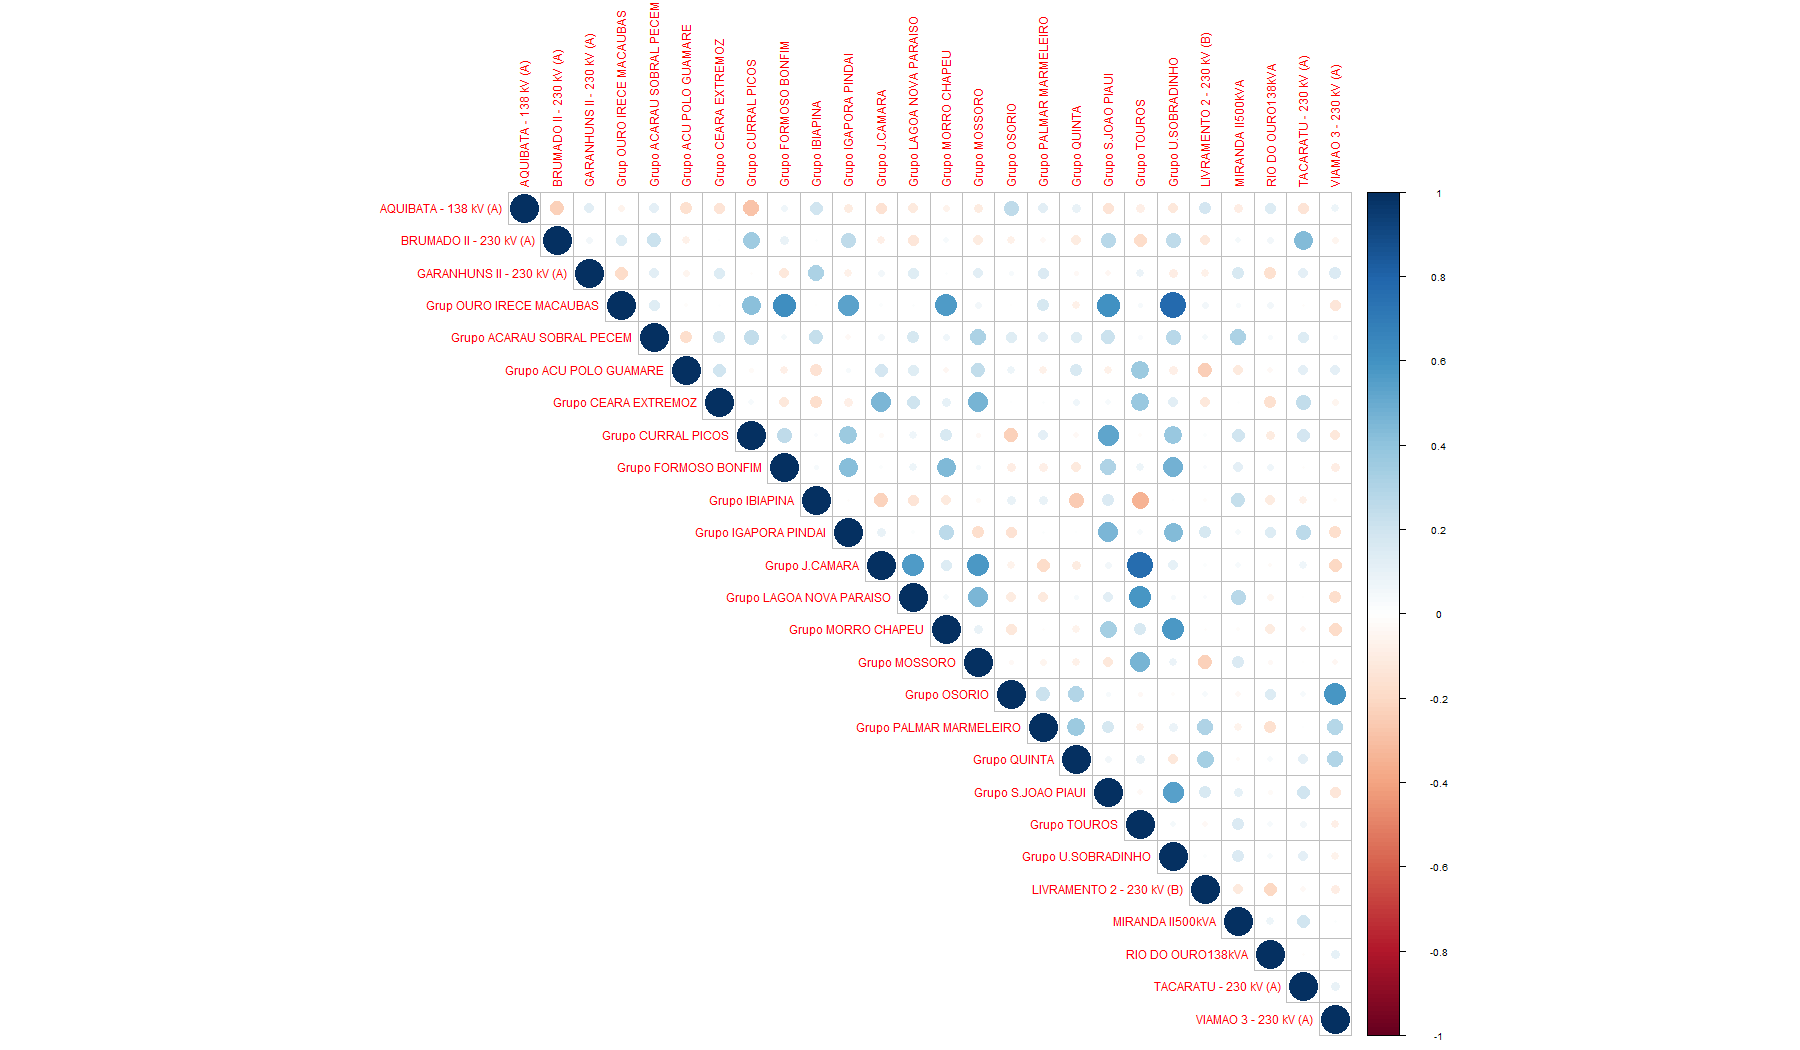 AQUIBATA - 138 kV (A)
BRUMADO II - 230 kV (A)
GARANHUNS II - 230 kV (A)
Grup OURO IRECE MACAUBAS
Grupo ACARAU SOBRAL PECEM
Grupo ACU POLO GUAMARE
Grupo CEARA EXTREMOZ
Grupo CURRAL PICOS
Grupo FORMOSO BONFIM
Grupo IBIAPINA
Grupo IGAPORA PINDAI
Grupo J.CAMARA
Grupo LAGOA NOVA PARAISO
Grupo MORRO CHAPEU
Grupo MOSSORO
Grupo OSORIO
Grupo PALMAR MARMELEIRO
Grupo QUINTA
Grupo S.JOAO PIAUI
Grupo TOUROS
Grupo U.SOBRADINHO
LIVRAMENTO 2 - 230 kV (B)
MIRANDA II500kVA
RIO DO OURO138kVA
TACARATU - 230 kV (A)
VIAMAO 3 - 230 kV (A)
AQUIBATA - 138 kV (A)
BRUMADO II - 230 kV (A)
GARANHUNS II - 230 kV (A)
Grup OURO IRECE MACAUBAS
Grupo ACARAU SOBRAL PECEM
Grupo ACU POLO GUAMARE
Grupo CEARA EXTREMOZ
Grupo CURRAL PICOS
Grupo FORMOSO BONFIM
Grupo IBIAPINA
Grupo IGAPORA PINDAI
Grupo J.CAMARA
Grupo LAGOA NOVA PARAISO
Grupo MORRO CHAPEU
Grupo MOSSORO
Grupo OSORIO
Grupo PALMAR MARMELEIRO
Grupo QUINTA
Grupo S.JOAO PIAUI
Grupo TOUROS
Grupo U.SOBRADINHO
LIVRAMENTO 2 - 230 kV (B)
MIRANDA II500kVA
RIO DO OURO138kVA
TACARATU - 230 kV (A)
VIAMAO 3 - 230 kV (A)
1
0.8
0.6
0.4
0.2
0
-0.2
-0.4
-0.6
-0.8
-1